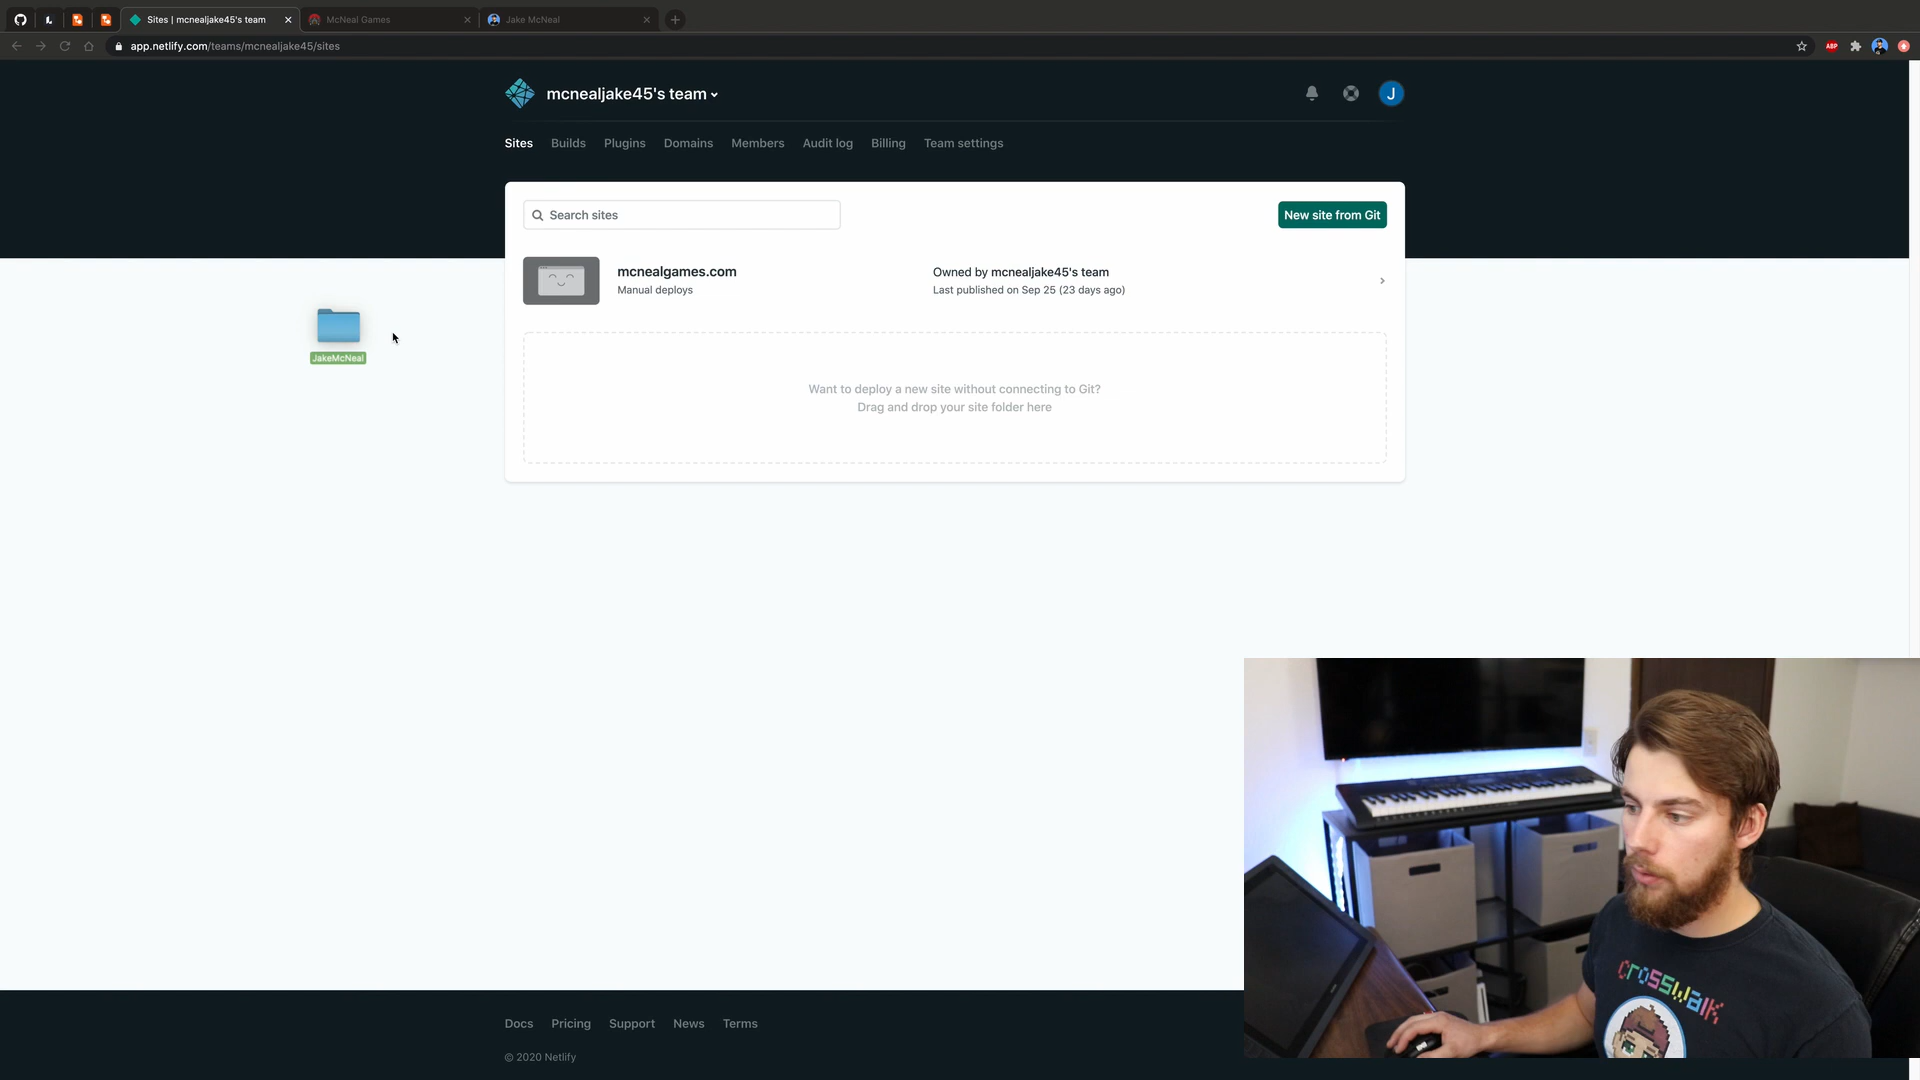 Sites | mcnealjake45's team
McNeal Games
Jake McNeal
app.netlify.com/teams/mcnealjake45/sites
ABP
mcnealjake45's team
J
Sites Builds Plugins Domains Members Audit log Billing Team settings
Search sites
New site from Git
mcnealgames.com
Manual deploys
Owned by mcnealjake45's team
Last published on Sep 25 (23 days ago)
JakeMcNeal
Want to deploy a new site without connecting to Git?
Drag and drop your site folder here
crosswalk
Docs Pricing Support News Terms
© 2020 Netlify